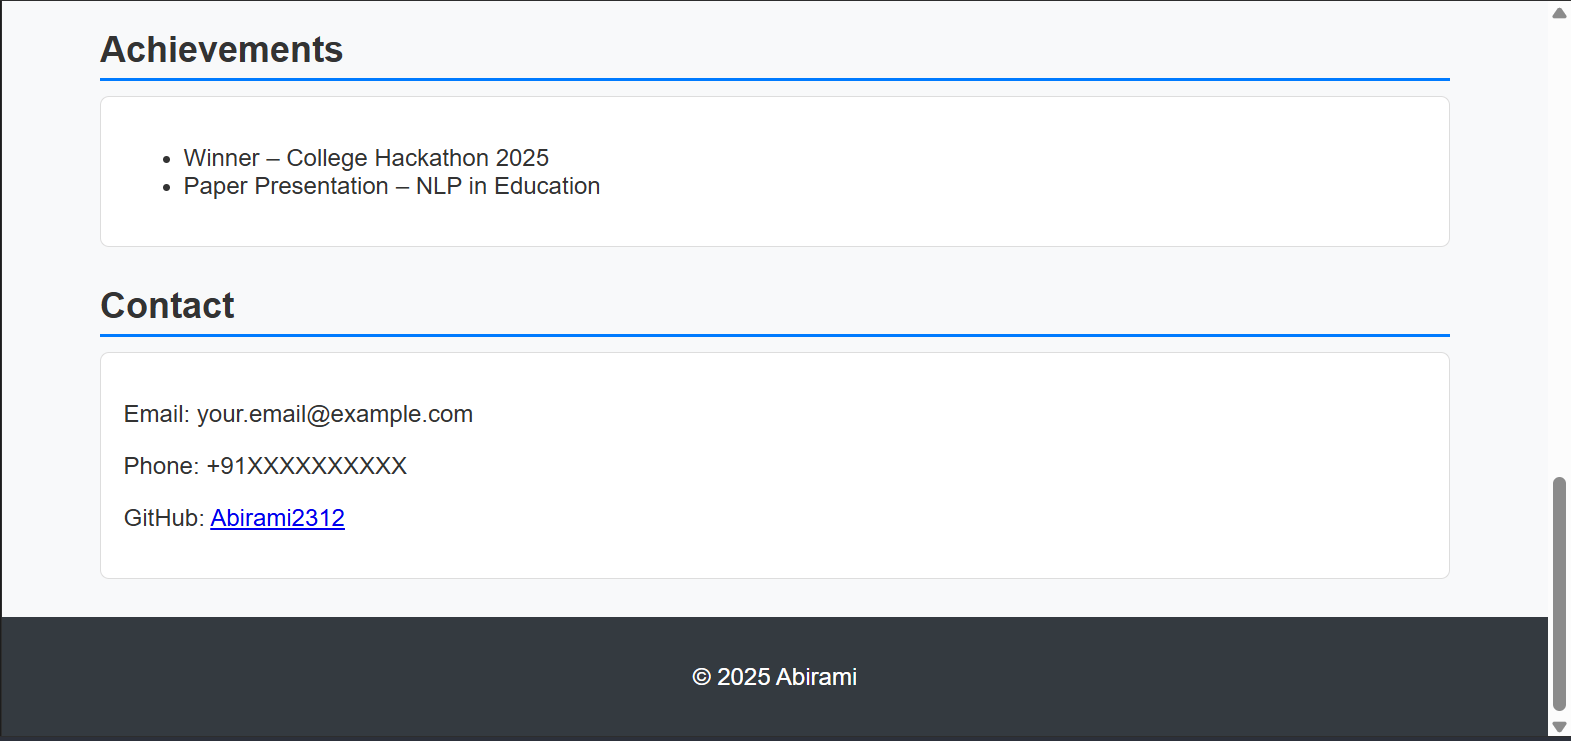 Achievements
• Winner – College Hackathon 2025
• Paper Presentation – NLP in Education
Contact
Email: your.email@example.com
Phone: +91XXXXXXXXXX
GitHub: Abirami2312
© 2025 Abirami